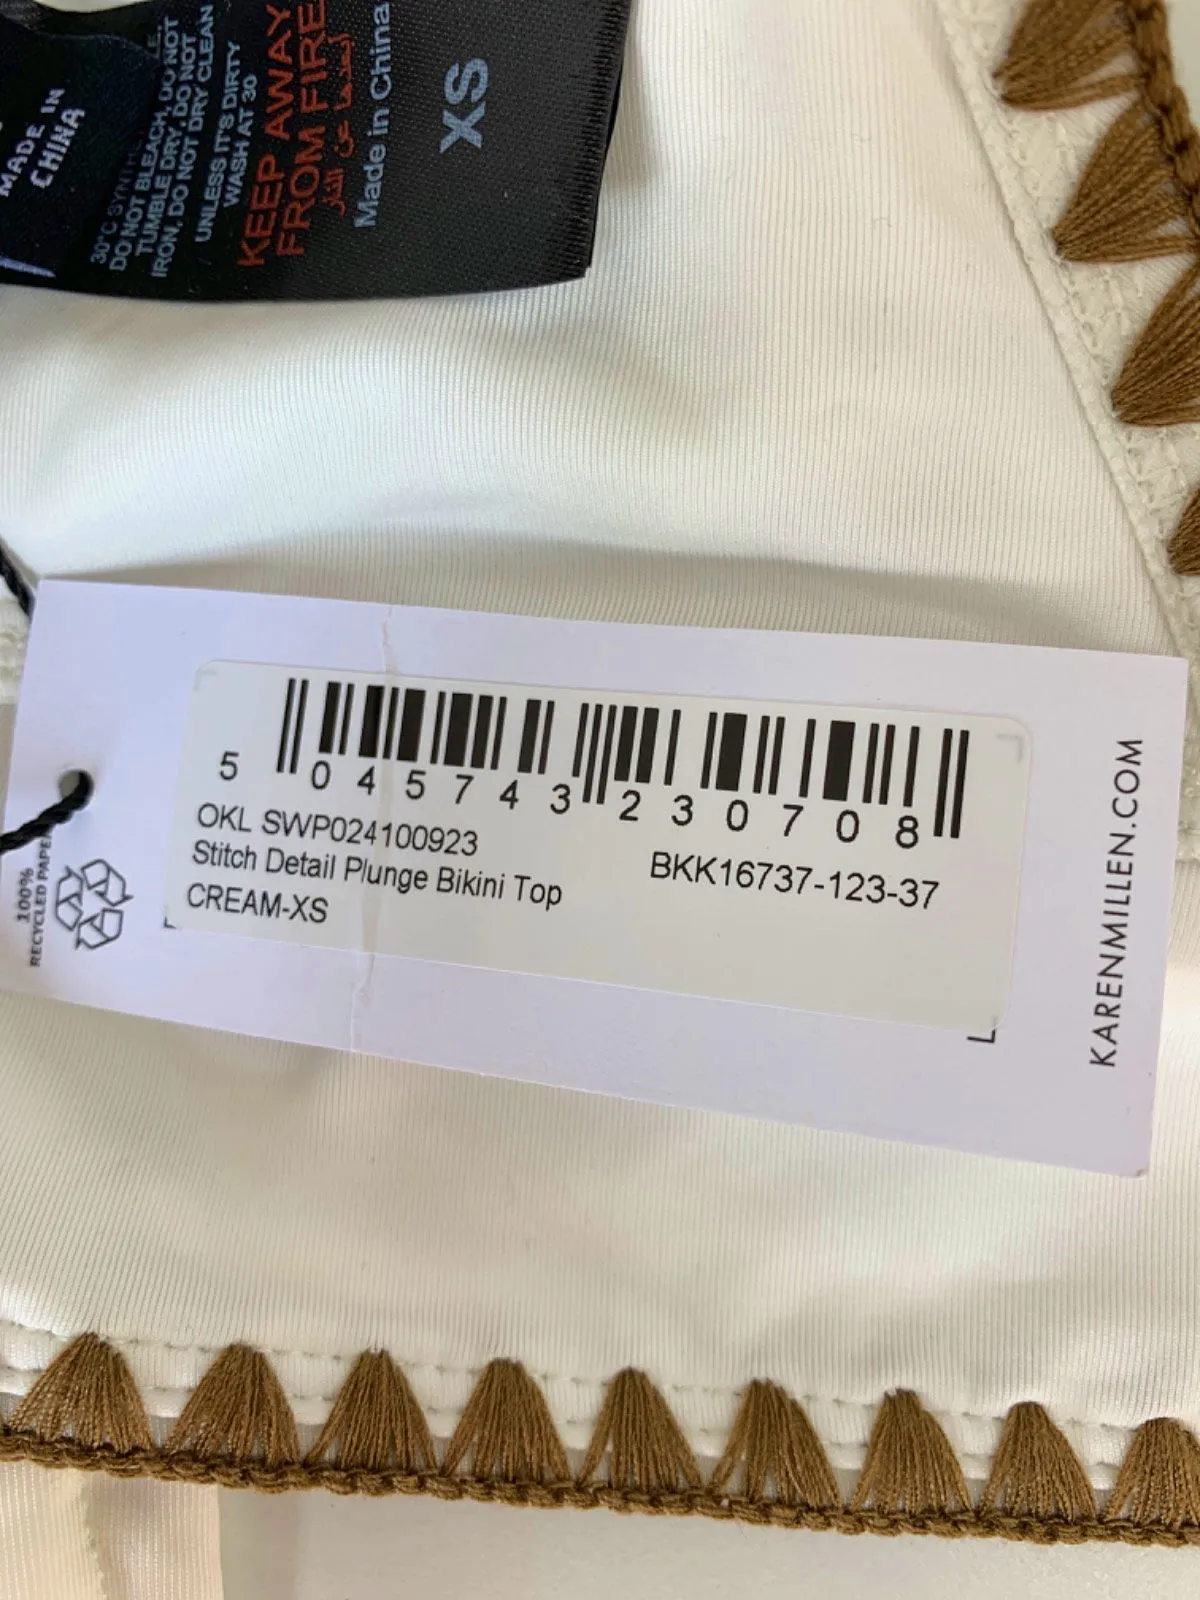 MADE IN
CHINA
30°C SYNTHE
DO NOT BLEACH, DO NOT
TUMBLE DRY, DO NOT
IRON, DO NOT DRY CLEAN
UNLESS IT'S DIRTY
WASH AT 30
KEEP AWAY
FROM FIRE
أبعدها عن النار
Made in China
XS
5 045743 230708
OKL SWP024100923
Stitch Detail Plunge Bikini Top
BKK16737-123-37
CREAM-XS
100%
RECYCLED PAPER
KARENMILLEN.COM
L